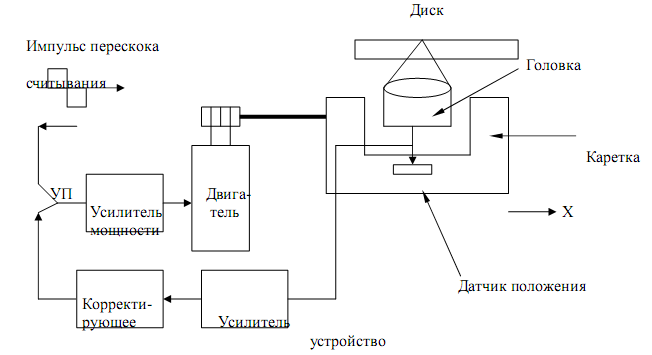 Диск
Импульс перескока
считывания
Головка
Каретка
УП
Усилитель
мощности
Двига-
тель
X
Датчик положения
Корректи-
рующее
Усилитель
устройство